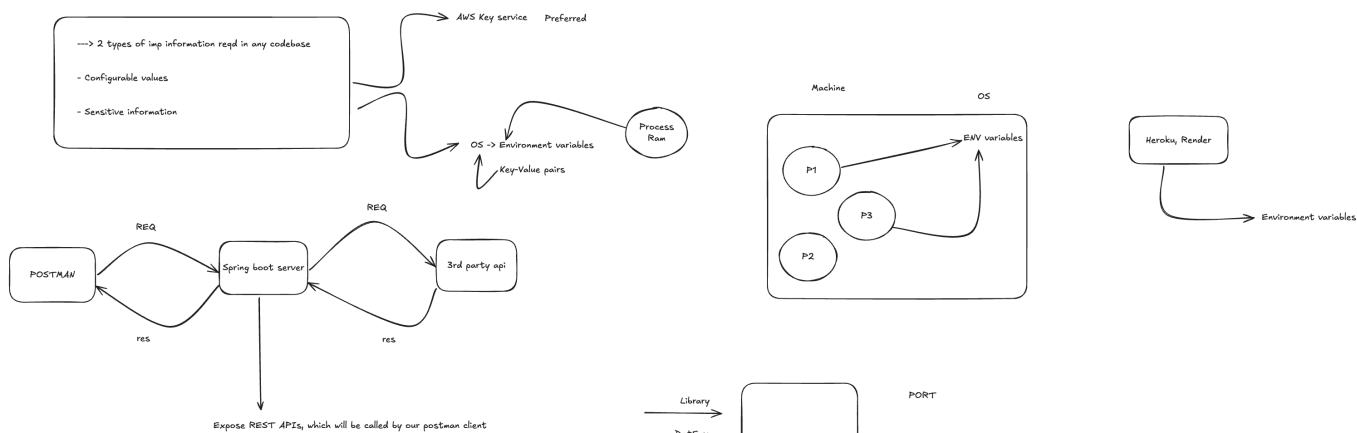 ---> 2 types of imp information reqd in any codebase
- Configurable values
- Sensitive information
AWS Key service Preferred
OS -> Environment variables
Key-Value pairs
Process
Ram
Machine
OS
ENV variables
P1
P3
P2
Heroku, Render
Environment variables
REQ
REQ
POSTMAN
Spring boot server
3rd party api
res
res
Expose REST APIs, which will be called by our postman client
Library
PORT